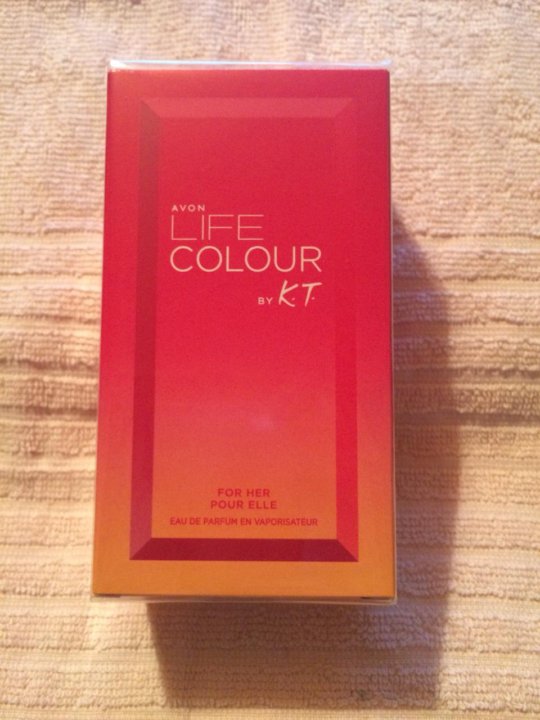 AVON
LIFE
COLOUR
BY K.T.
FOR HER
POUR ELLE
EAU DE PARFUM EN VAPORISATEUR